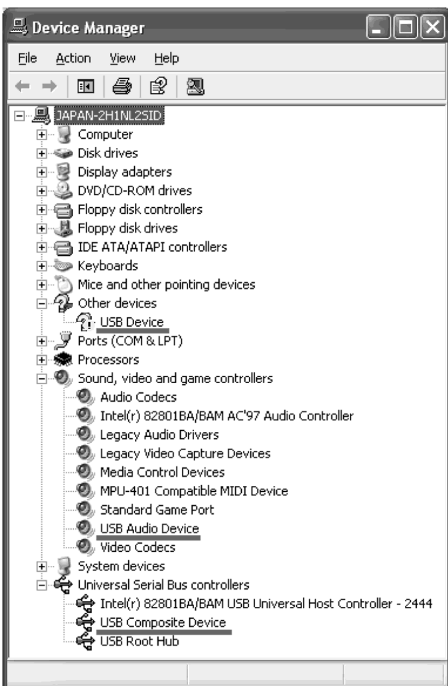 Device Manager
File Action View Help
JAPAN-2H1NL2SID
Computer
Disk drives
Display adapters
DVD/CD-ROM drives
Floppy disk controllers
Floppy disk drives
IDE ATA/ATAPI controllers
Keyboards
Mice and other pointing devices
Other devices
USB Device
Ports (COM & LPT)
Processors
Sound, video and game controllers
Audio Codecs
Intel(r) 82801BA/BAM AC'97 Audio Controller
Legacy Audio Drivers
Legacy Video Capture Devices
Media Control Devices
MPU-401 Compatible MIDI Device
Standard Game Port
USB Audio Device
Video Codecs
System devices
Universal Serial Bus controllers
Intel(r) 82801BA/BAM USB Universal Host Controller - 2444
USB Composite Device
USB Root Hub